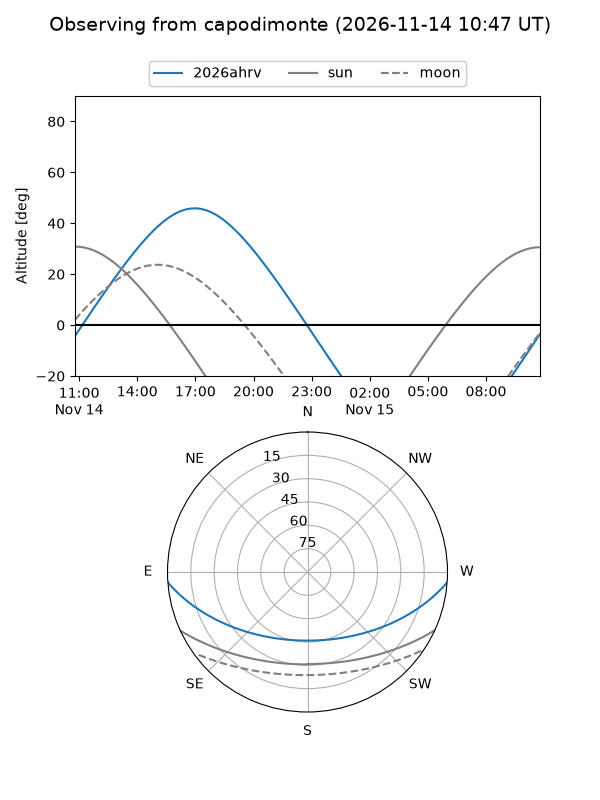 Observing from capodimonte (2026-11-14 10:47 UT)
2026ahrv sun moon
Altitude [deg]
80
60
40
20
0
−20
11:00 14:00 17:00 20:00 23:00 02:00 05:00 08:00
Nov 14 Nov 15
N
NE NW
15
30
45
60
75
E W
SE SW
S